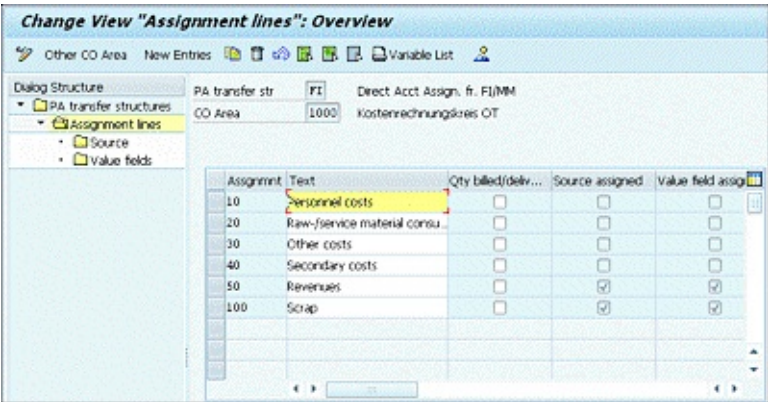 Change View "Assignment lines": Overview
Other CO Area New Entries Variable List
Dialog Structure
PA transfer structures
Assignment lines
Source
Value fields
PA transfer str FI Direct Acct Assign. fr. FI/MM
CO Area 1000 Kostenrechnungskreis OT
Assgnmnt Text Qty billed/deliv... Source assigned Value field assig
10 Personnel costs
20 Raw-/service material consu..
30 Other costs
40 Secondary costs
50 Revenues
100 Scrap